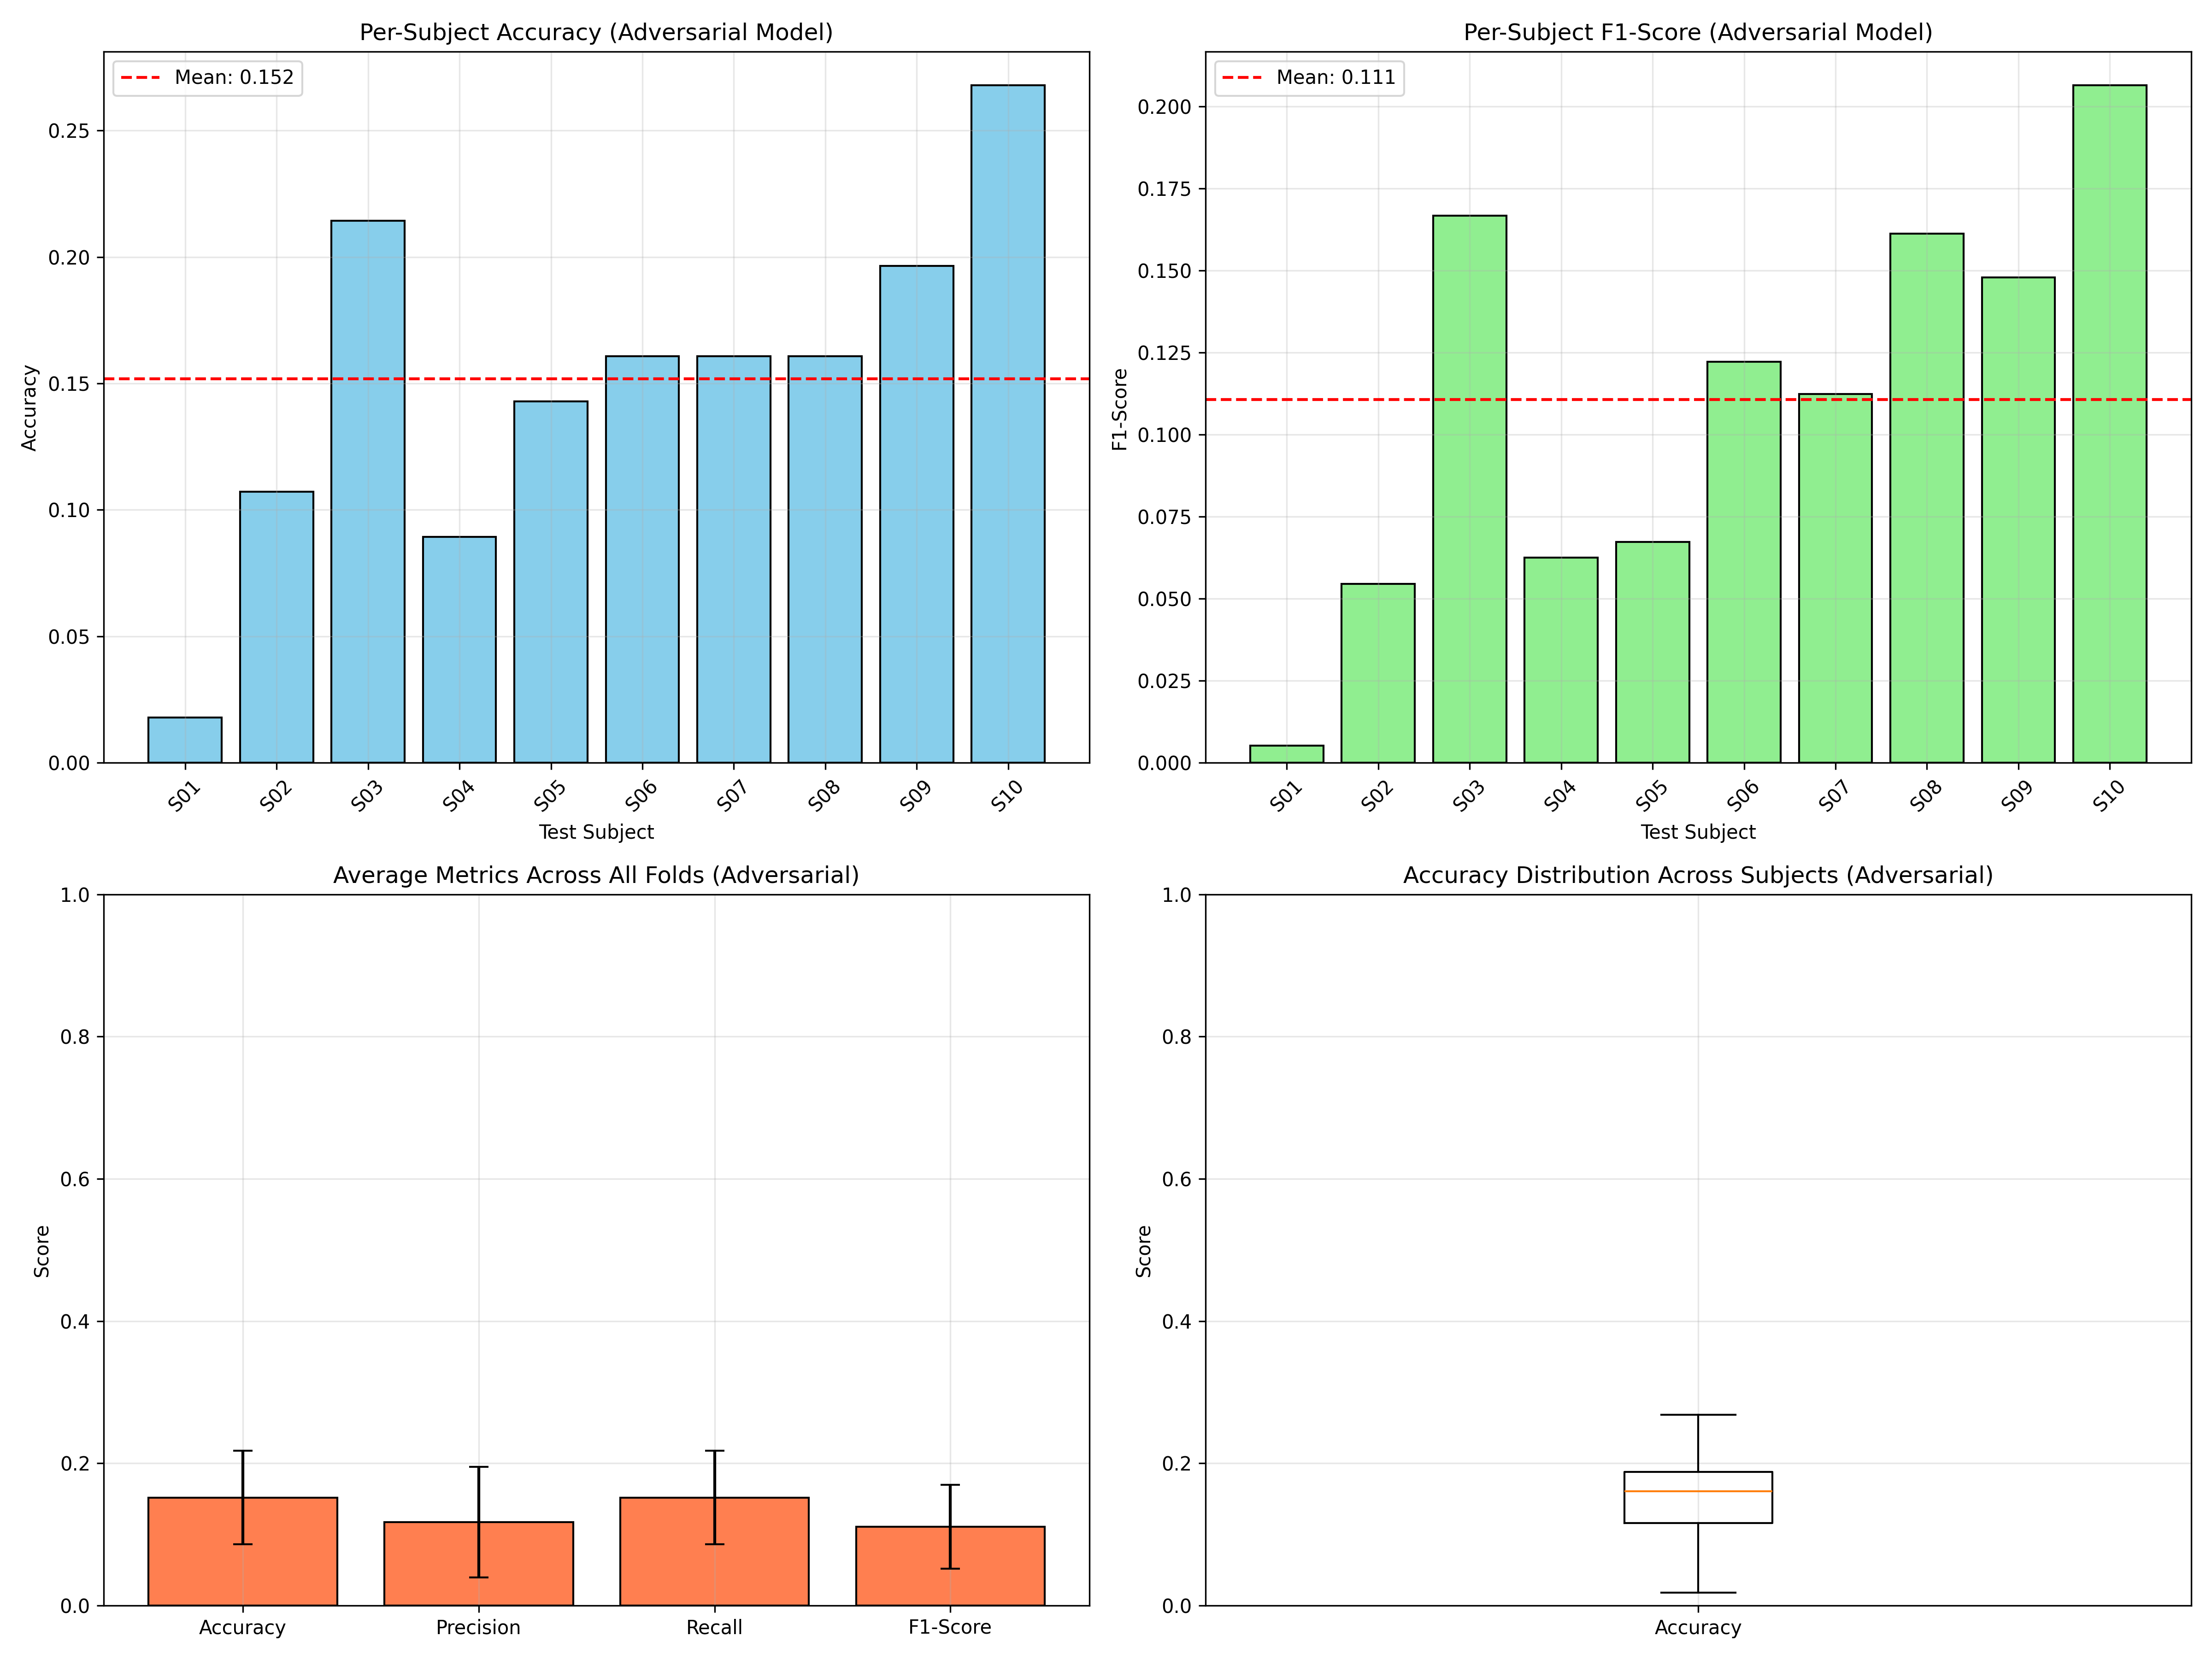 Per-Subject Accuracy (Adversarial Model)
Mean: 0.152
Accuracy
0.25
0.20
0.15
0.10
0.05
0.00
S01 S02 S03 S04 S05 S06 S07 S08 S09 S10
Test Subject
Per-Subject F1-Score (Adversarial Model)
Mean: 0.111
F1-Score
0.200
0.175
0.150
0.125
0.100
0.075
0.050
0.025
0.000
S01 S02 S03 S04 S05 S06 S07 S08 S09 S10
Test Subject
Average Metrics Across All Folds (Adversarial)
Score
1.0
0.8
0.6
0.4
0.2
0.0
Accuracy Precision Recall F1-Score
Accuracy Distribution Across Subjects (Adversarial)
Score
1.0
0.8
0.6
0.4
0.2
0.0
Accuracy